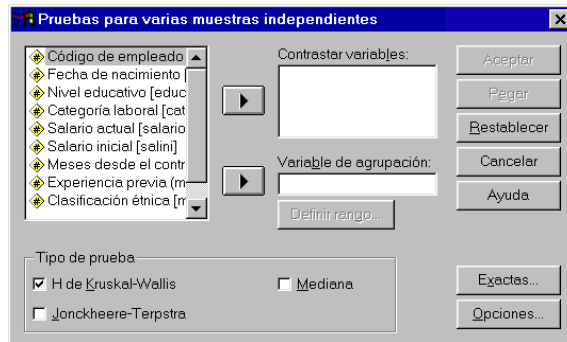 Pruebas para varias muestras independientes
Código de empleado
Fecha de nacimiento [
Nivel educativo [educ
Categoría laboral [cat
Salario actual [salario
Salario inicial [salini]
Meses desde el contr
Experiencia previa (m
Clasificación étnica [m
Contrastar variables:
Variable de agrupación:
Definir rango...
Aceptar
Pegar
Restablecer
Cancelar
Ayuda
Tipo de prueba
H de Kruskal-Wallis
Mediana
Jonckheere-Terpstra
Exactas...
Opciones...